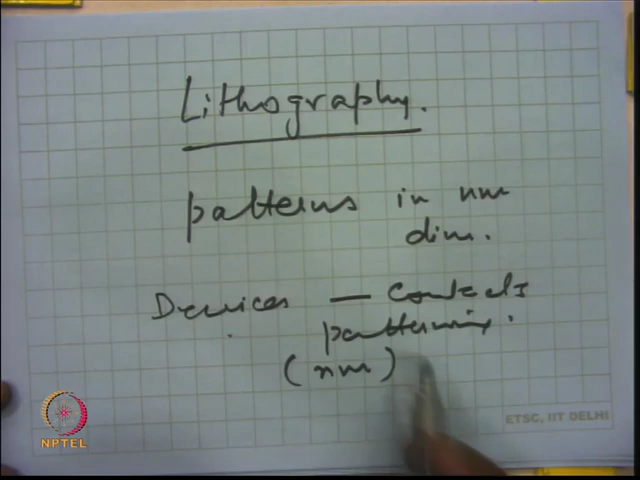 Lithography.
patterns in nm
dim.
Devices — Contacts
patterning.
(nm)
NPTEL
ETSC, IIT DELHI